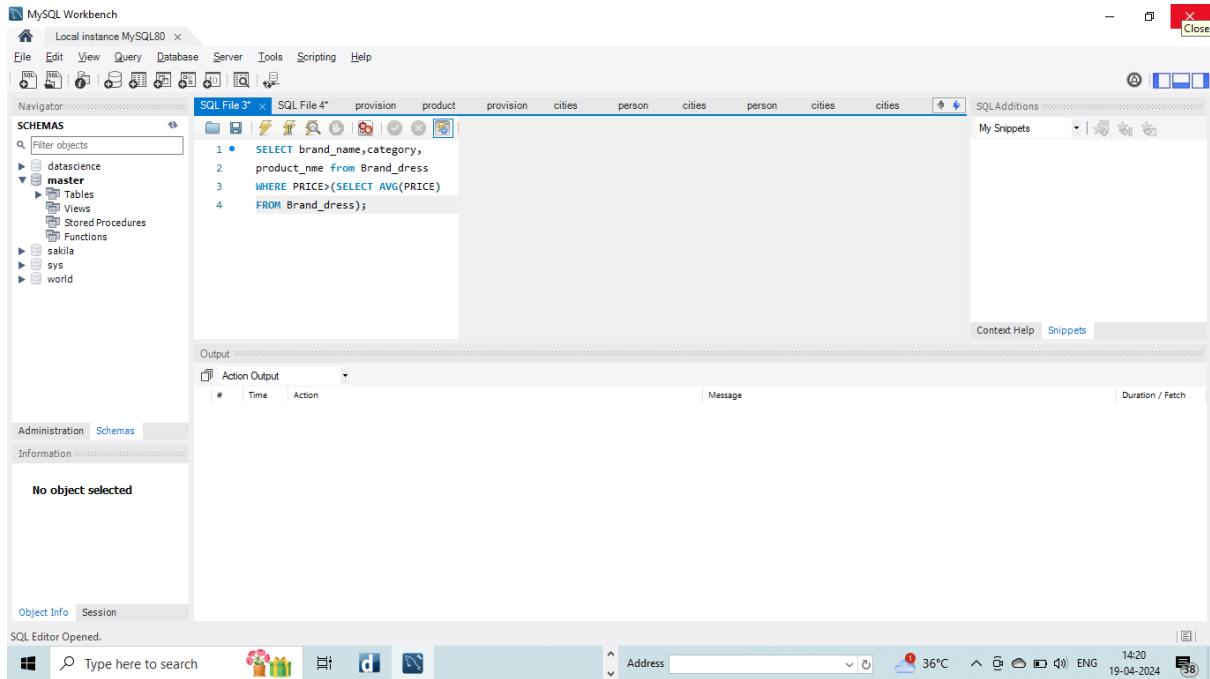 MySQL Workbench
Close
Local instance MySQL80
File Edit View Query Database Server Tools Scripting Help
Navigator
SQL File 3* SQL File 4* provision product provision cities person cities person cities cities
SQLAdditions
SCHEMAS
My Snippets
Filter objects
1 SELECT brand_name,category,
2 product_nme from Brand_dress
3 WHERE PRICE>(SELECT AVG(PRICE)
4 FROM Brand_dress);
datascience
master
Tables
Views
Stored Procedures
Functions
sakila
sys
world
Context Help Snippets
Output
Action Output
# Time Action Message Duration / Fetch
Administration Schemas
Information
No object selected
Object Info Session
SQL Editor Opened.
Type here to search
d
Address
1
36°C
ENG
14:20
19-04-2024
38